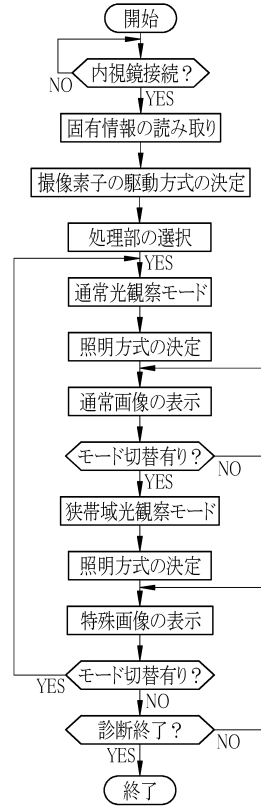 開始
内視鏡接続？
NO
YES
固有情報の読み取り
撮像素子の駆動方式の決定
処理部の選択
YES
通常光観察モード
照明方式の決定
通常画像の表示
モード切替有り？
NO
YES
狭帯域光観察モード
照明方式の決定
特殊画像の表示
モード切替有り？
YES
NO
診断終了？
NO
YES
終了